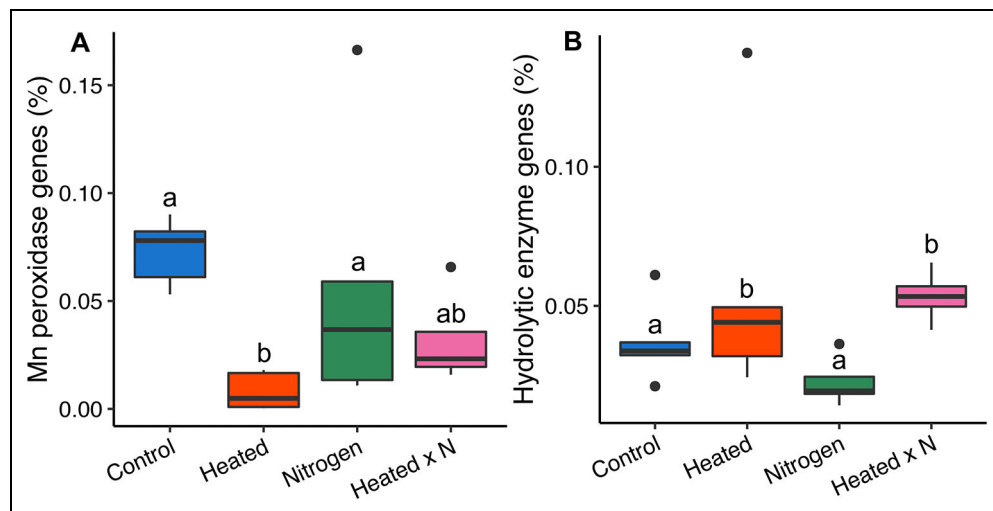 A
Mn peroxidase genes (%)
0.15
0.10
0.05
0.00
a
b
a
ab
Control
Heated
Nitrogen
Heated x N
B
Hydrolytic enzyme genes (%)
0.10
0.05
a
b
a
b
Control
Heated
Nitrogen
Heated x N